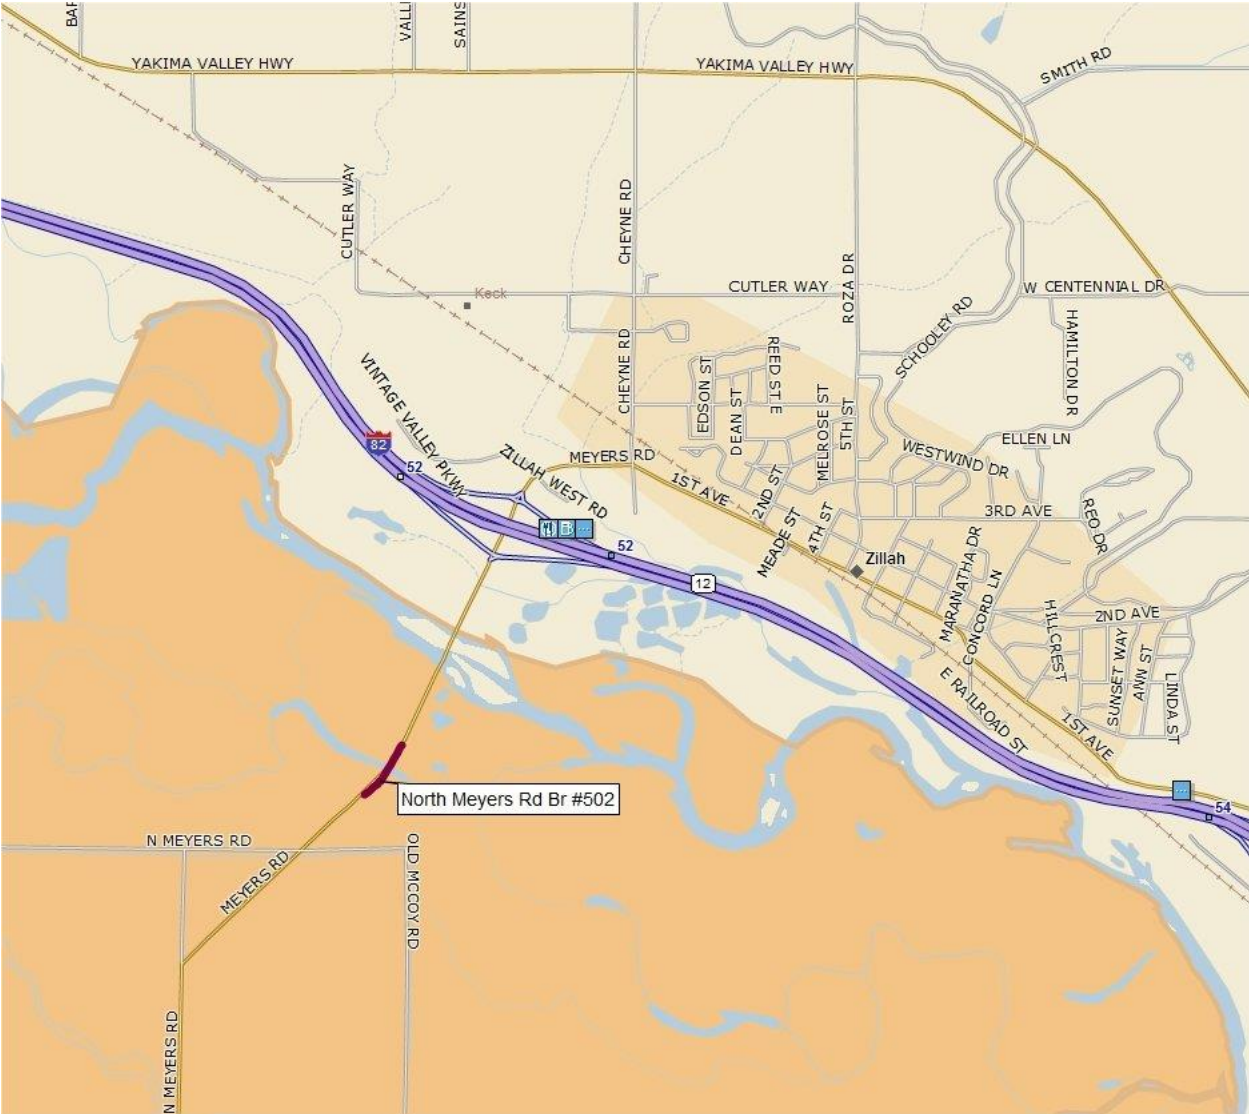 VALLI
SAINS
YAKIMA VALLEY HWY
YAKIMA VALLEY HWY
SMITH RD
CUTLER WAY
CHEYNE RD
ROZA DR
CUTLER WAY
W CENTENNIAL DR
Keck
SCHOOLEY RD
HAMILTON DR
CHEYNE RD
VINTAGE VALLEY PKWY
EDSON ST
REED ST E
DEAN ST
MELROSE ST
5TH ST
82
52
ELLEN LN
WESTWIND DR
MEYERS RD
ZILLAH WEST RD
1ST AVE
2ND ST
3RD AVE
REO DR
MEADE ST
4TH ST
52
12
Zillah
MARANATHA DR
CONCORD LN
2ND AVE
HILLCREST
SUNSET WAY
ANN ST
LINDA ST
E RAILROAD ST
1ST AVE
54
North Meyers Rd Br #502
N MEYERS RD
MEYERS RD
OLD MCCOY RD
N MEYERS RD